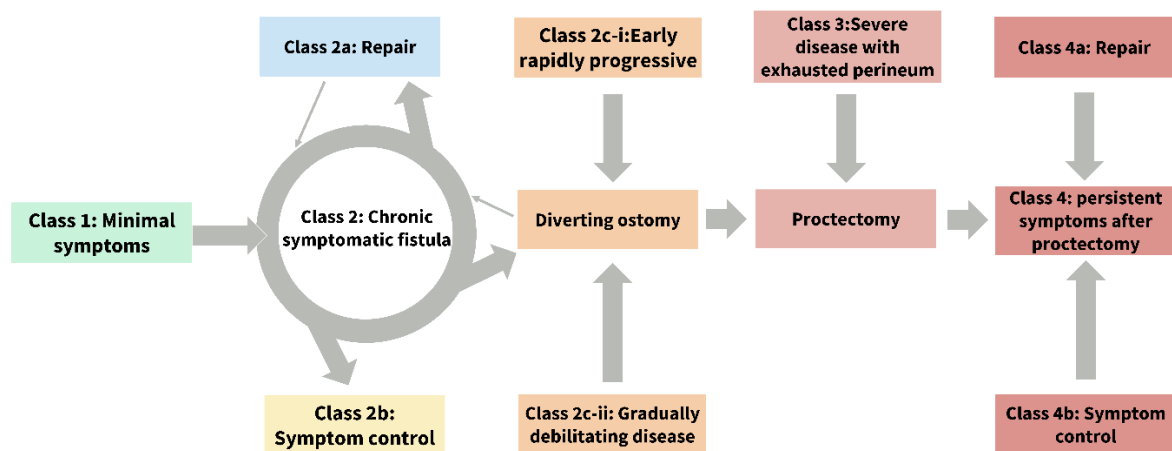 Class 2a: Repair
Class 2c-i:Early
rapidly progressive
Class 3:Severe
disease with
exhausted perineum
Class 4a: Repair
Class 1: Minimal
symptoms
Class 2: Chronic
symptomatic fistula
Diverting ostomy
Proctectomy
Class 4: persistent
symptoms after
proctectomy
Class 2b:
Symptom control
Class 2c-ii: Gradually
debilitating disease
Class 4b: Symptom
control